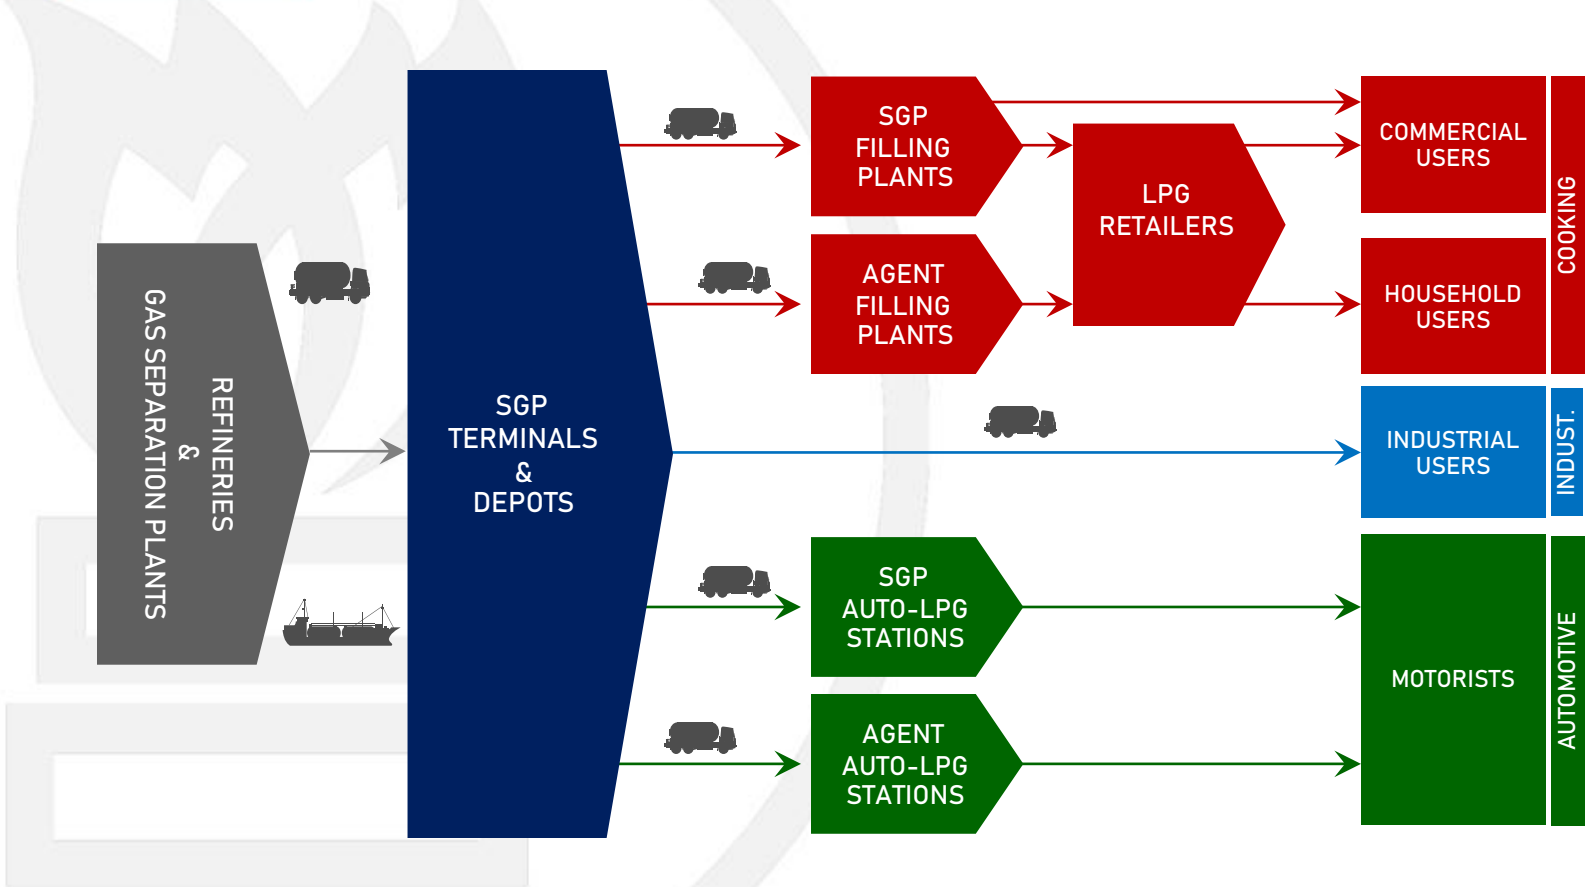 REFINERIES
&
GAS SEPARATION PLANTS
SGP
TERMINALS
&
DEPOTS
SGP
FILLING
PLANTS
AGENT
FILLING
PLANTS
LPG
RETAILERS
COMMERCIAL
USERS
HOUSEHOLD
USERS
COOKING
INDUSTRIAL
USERS
INDUST.
SGP
AUTO-LPG
STATIONS
AGENT
AUTO-LPG
STATIONS
MOTORISTS
AUTOMOTIVE